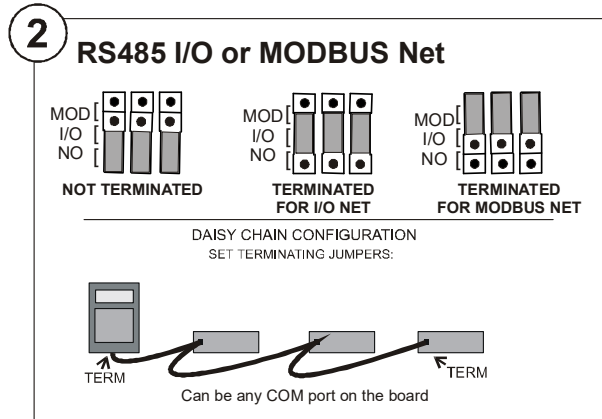 2
RS485 I/O or MODBUS Net
MOD
I/O
NO
NOT TERMINATED
MOD
I/O
NO
TERMINATED
FOR I/O NET
MOD
I/O
NO
TERMINATED
FOR MODBUS NET
DAISY CHAIN CONFIGURATION
SET TERMINATING JUMPERS:
TERM
TERM
Can be any COM port on the board